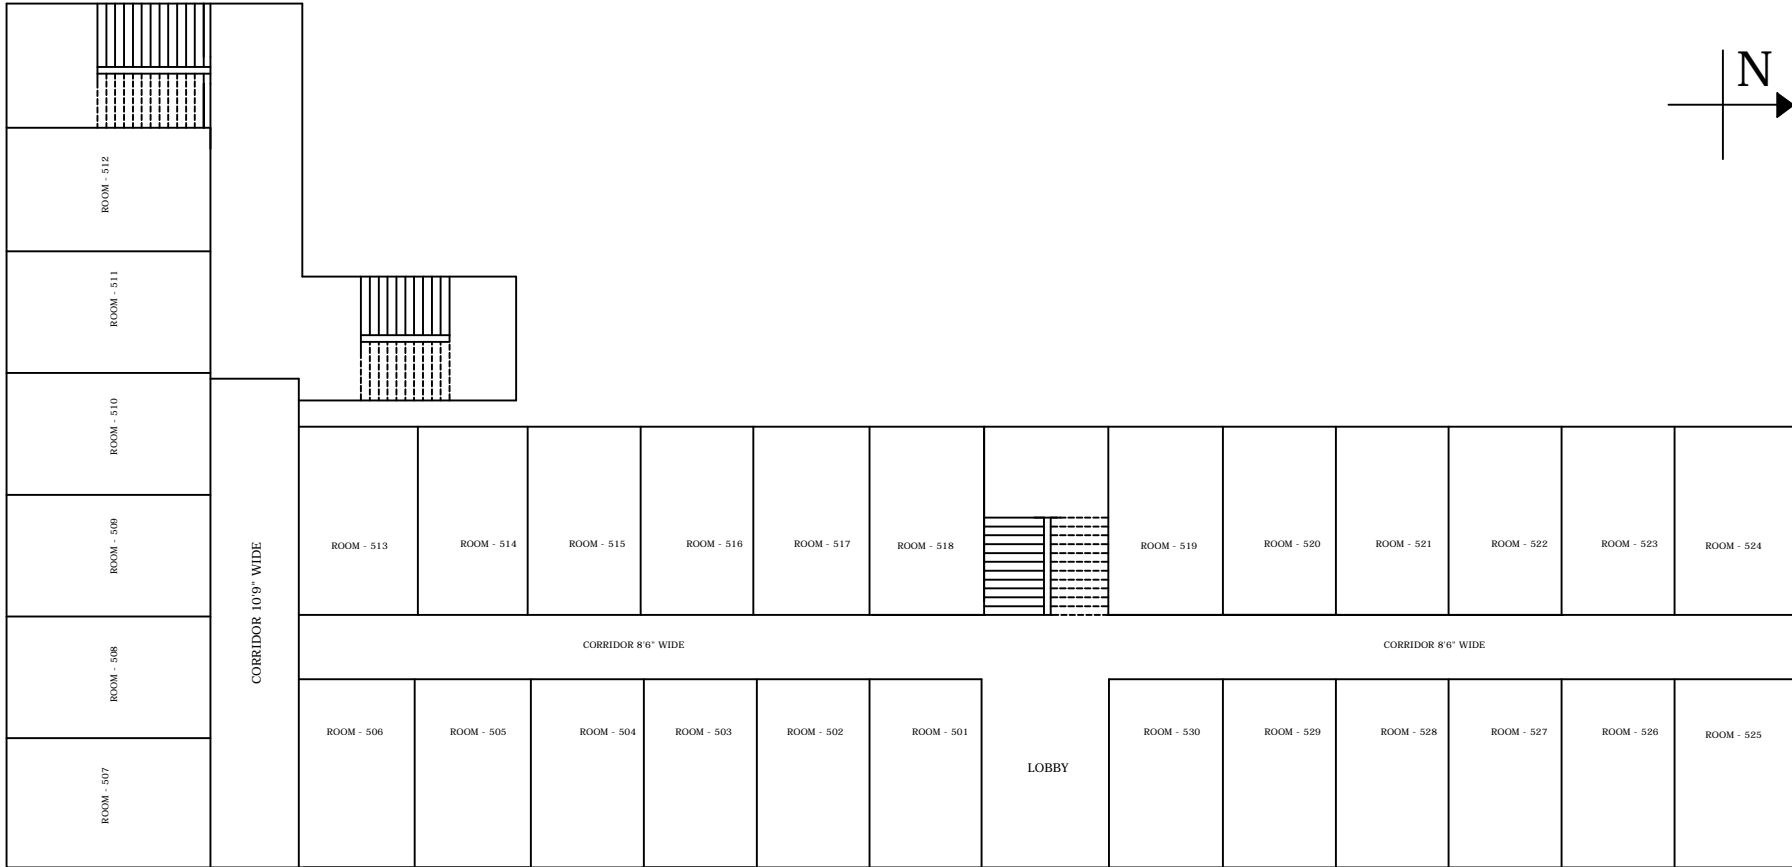 N
ROOM - 512
ROOM - 511
ROOM - 510
ROOM - 509
ROOM - 508
ROOM - 507
CORRIDOR 10'9" WIDE
ROOM - 513
ROOM - 514
ROOM - 515
ROOM - 516
ROOM - 517
ROOM - 518
ROOM - 519
ROOM - 520
ROOM - 521
ROOM - 522
ROOM - 523
ROOM - 524
CORRIDOR 8'6" WIDE
CORRIDOR 8'6" WIDE
ROOM - 506
ROOM - 505
ROOM - 504
ROOM - 503
ROOM - 502
ROOM - 501
LOBBY
ROOM - 530
ROOM - 529
ROOM - 528
ROOM - 527
ROOM - 526
ROOM - 525